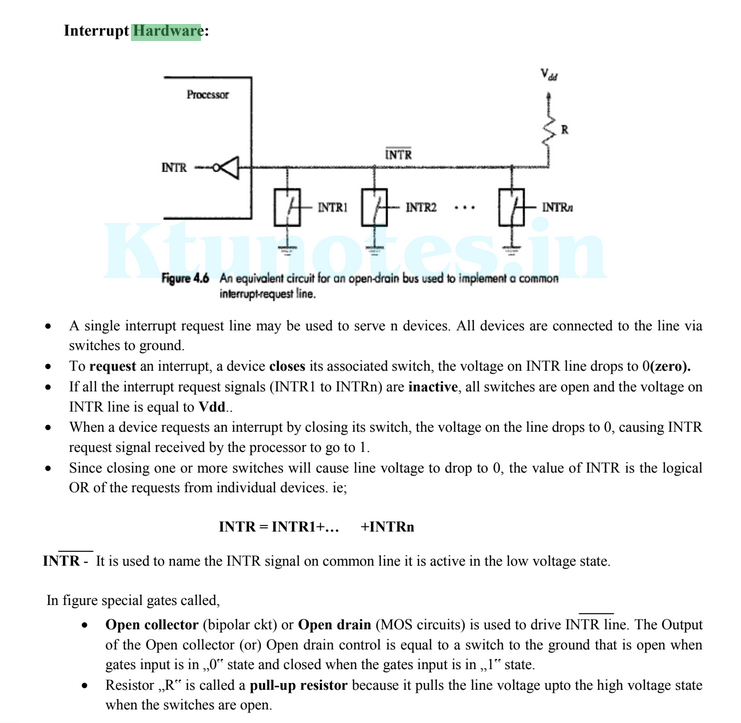 Interrupt Hardware:
Vdd
Processor
R
INTR
INTR
INTR1
INTR2
...
INTRn
Ktunotes.in
Figure 4.6 An equivalent circuit for an open-drain bus used to implement a common
interrupt-request line.
• A single interrupt request line may be used to serve n devices. All devices are connected to the line via
switches to ground.
• To request an interrupt, a device closes its associated switch, the voltage on INTR line drops to 0(zero).
• If all the interrupt request signals (INTR1 to INTRn) are inactive, all switches are open and the voltage on
INTR line is equal to Vdd..
• When a device requests an interrupt by closing its switch, the voltage on the line drops to 0, causing INTR
request signal received by the processor to go to 1.
• Since closing one or more switches will cause line voltage to drop to 0, the value of INTR is the logical
OR of the requests from individual devices. ie;
INTR = INTR1+… +INTRn
INTR - It is used to name the INTR signal on common line it is active in the low voltage state.
In figure special gates called,
• Open collector (bipolar ckt) or Open drain (MOS circuits) is used to drive INTR line. The Output
of the Open collector (or) Open drain control is equal to a switch to the ground that is open when
gates input is in „0‟ state and closed when the gates input is in „1‟ state.
• Resistor „R‟ is called a pull-up resistor because it pulls the line voltage upto the high voltage state
when the switches are open.